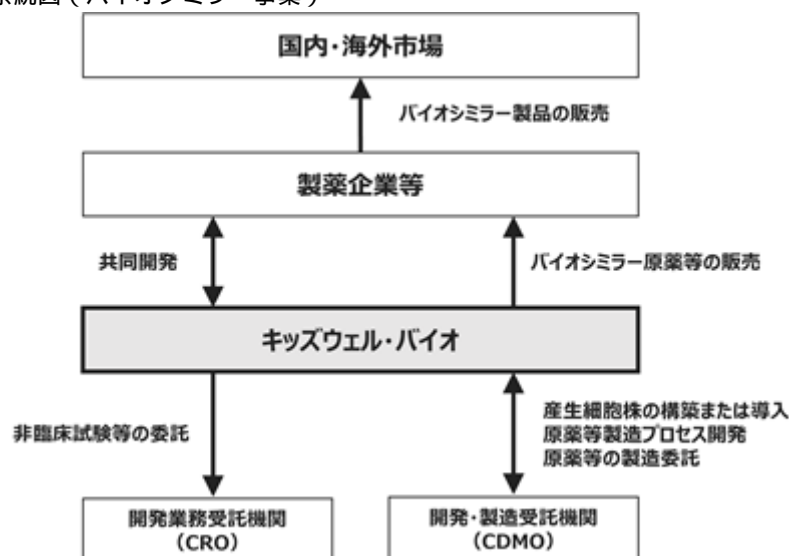 系統図（バイオシミラー事業）
国内・海外市場
バイオシミラー製品の販売
製薬企業等
共同開発
バイオシミラー原薬等の販売
キッズウェル・バイオ
非臨床試験等の委託
産生細胞株の構築または導入
原薬等製造プロセス開発
原薬等の製造委託
開発業務受託機関
（CRO）
開発・製造受託機関
（CDMO）